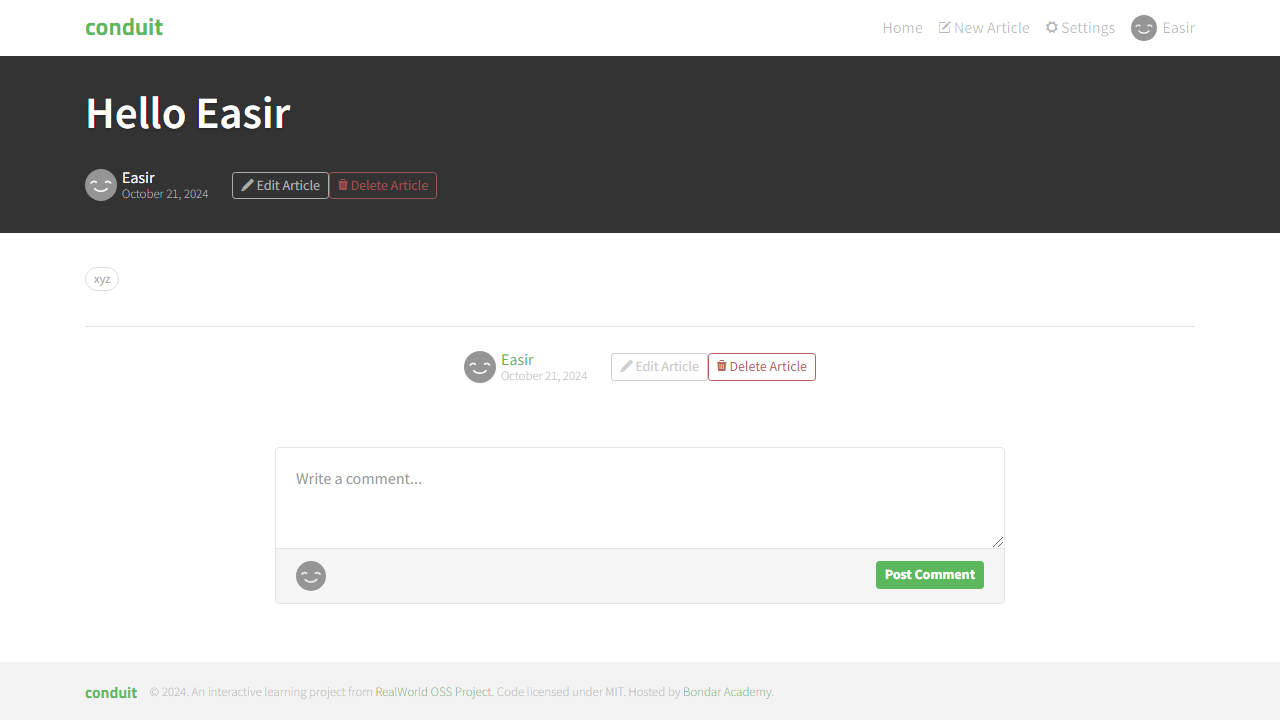 conduit
Home New Article Settings Easir
Hello Easir
Easir
October 21, 2024
Edit Article Delete Article
xyz
Easir
October 21, 2024
Edit Article Delete Article
Write a comment...
Post Comment
conduit © 2024. An interactive learning project from RealWorld OSS Project. Code licensed under MIT. Hosted by Bondar Academy.